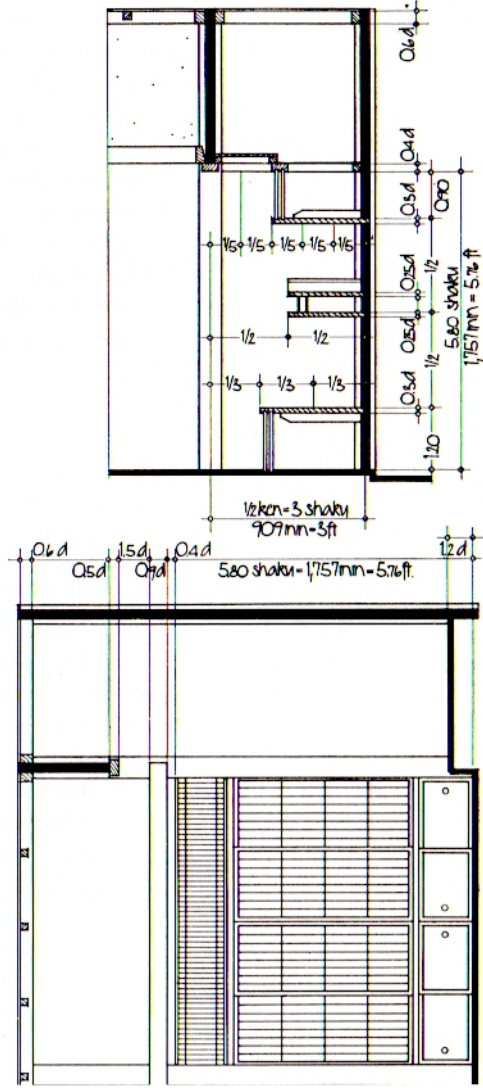 0.6d
0.4d
0.3d
0.90
1/5 1/5 1/5 1/5 1/5
0.25d
1/2
5.80 shaku
1,757mm = 5.76 ft
1/2 1/2
0.25d
1/2
1/3 1/3 1/3
0.3d
1.20
1/2 ken = 3 shaku
909mm = 3ft
0.6d 1.5d 0.4d 1.2d
0.5d 0.9d 5.80 shaku = 1,757mm = 5.76 ft.